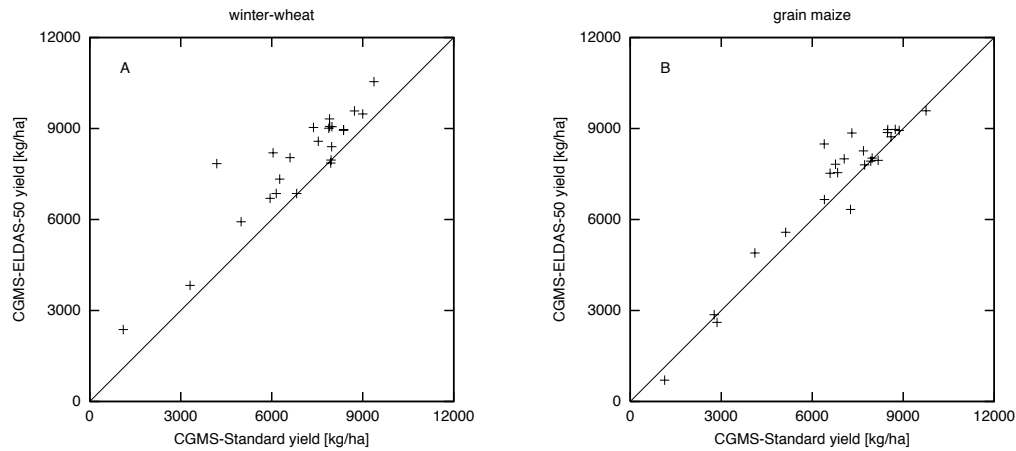 winter-wheat
12000
9000
6000
3000
0
A
CGMS-ELDAS-50 yield [kg/ha]
0 3000 6000 9000 12000
CGMS-Standard yield [kg/ha]
grain maize
12000
9000
6000
3000
0
B
CGMS-ELDAS-50 yield [kg/ha]
0 3000 6000 9000 12000
CGMS-Standard yield [kg/ha]